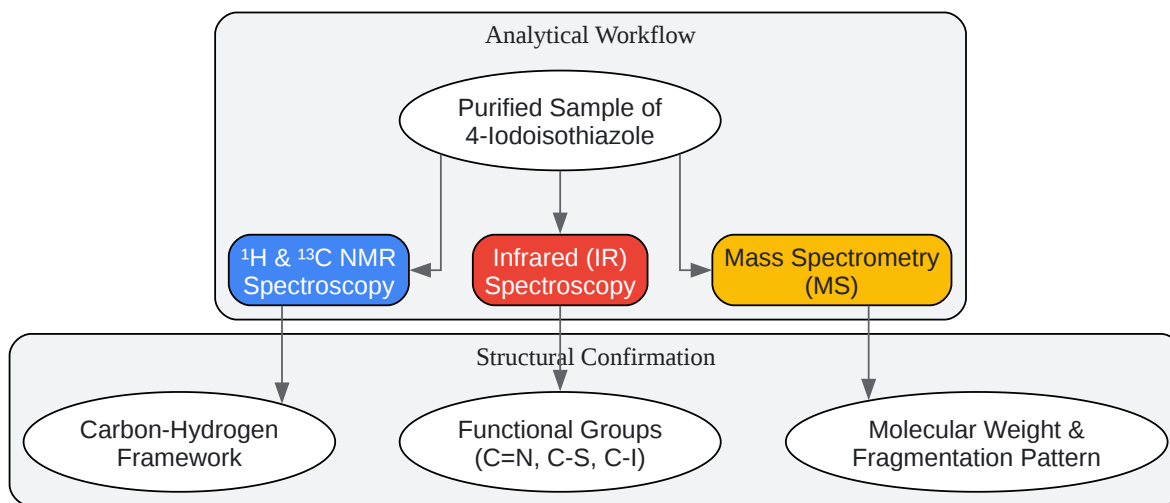 Analytical Workflow
Purified Sample of
4-Iodoisothiazole
¹H & ¹³C NMR
Spectroscopy
Infrared (IR)
Spectroscopy
Mass Spectrometry
(MS)
Structural Confirmation
Carbon-Hydrogen
Framework
Functional Groups
(C=N, C-S, C-I)
Molecular Weight &
Fragmentation Pattern